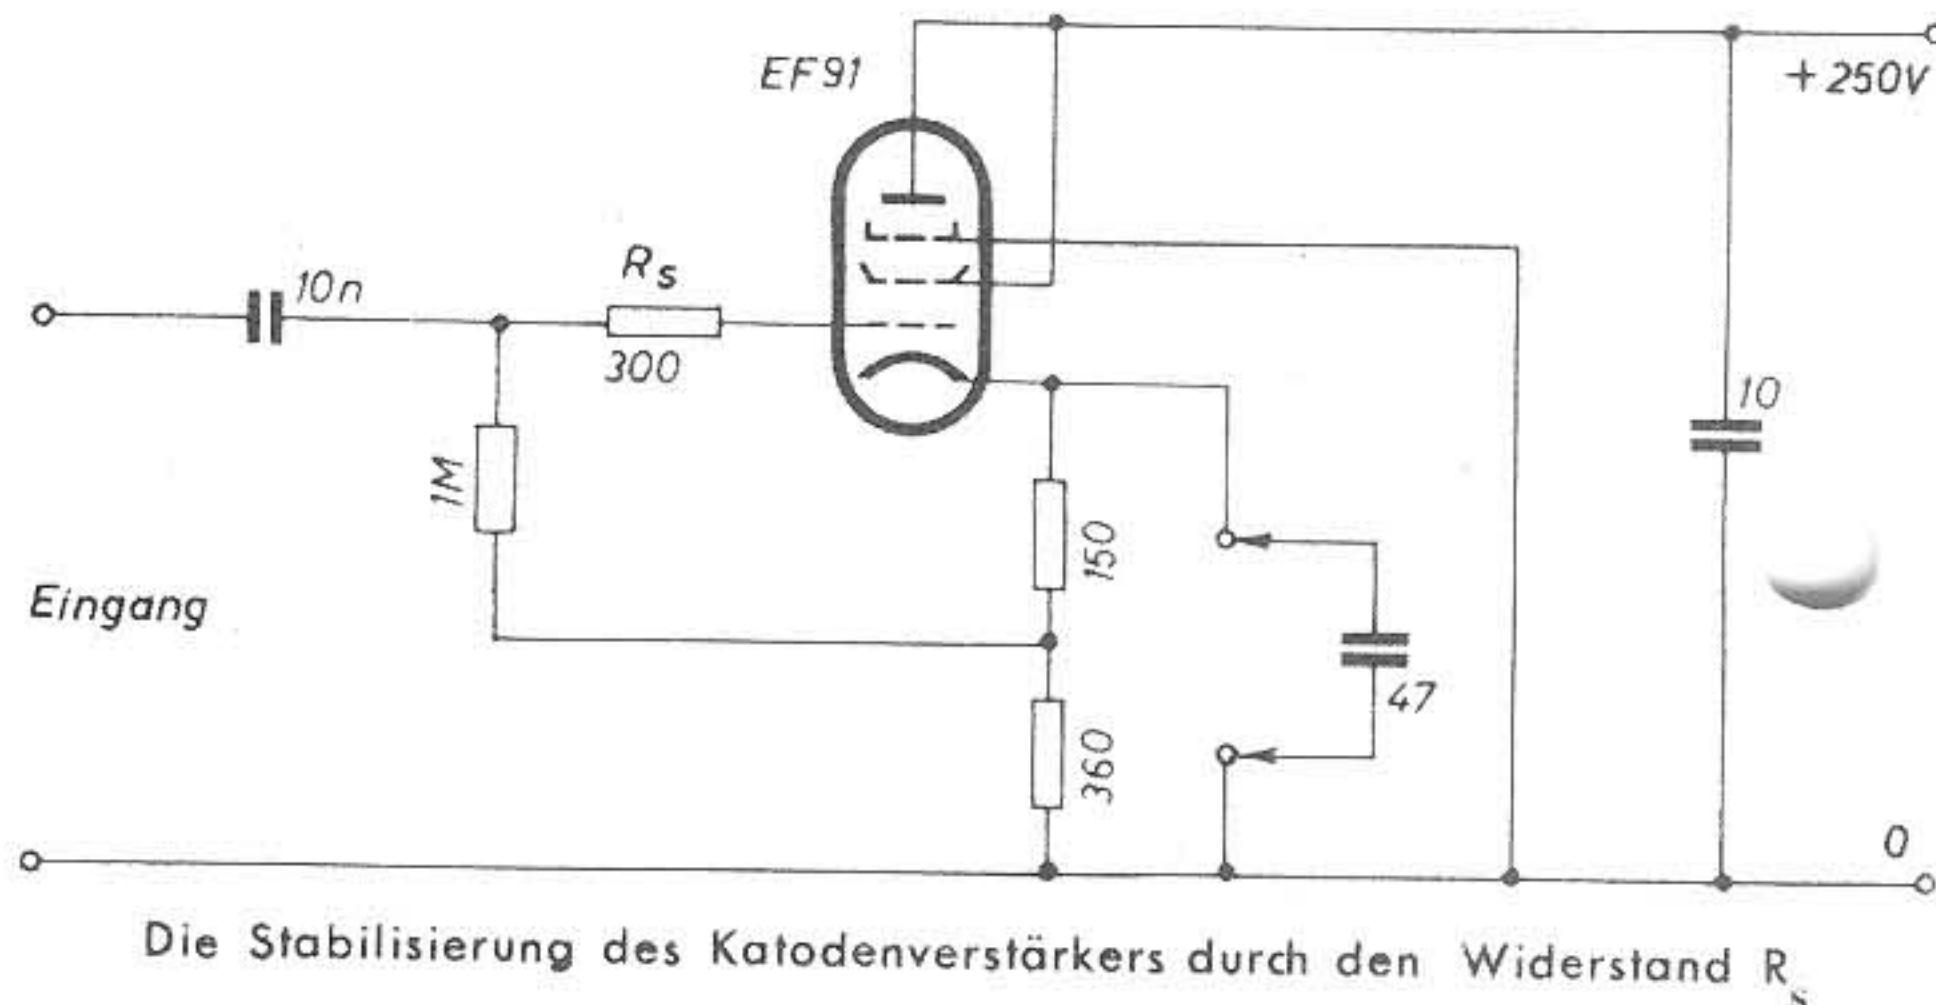 EF91
+250V
10n
Rs
300
1M
10
150
Eingang
47
360
0
Die Stabilisierung des Katodenverstärkers durch den Widerstand Rs